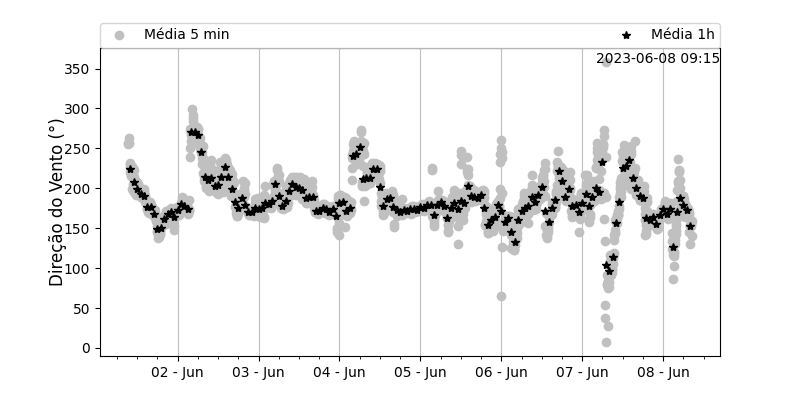 Média 5 min
Média 1h
2023-06-08 09:15
Direção do Vento (°)
350
300
250
200
150
100
50
0
02 - Jun
03 - Jun
04 - Jun
05 - Jun
06 - Jun
07 - Jun
08 - Jun